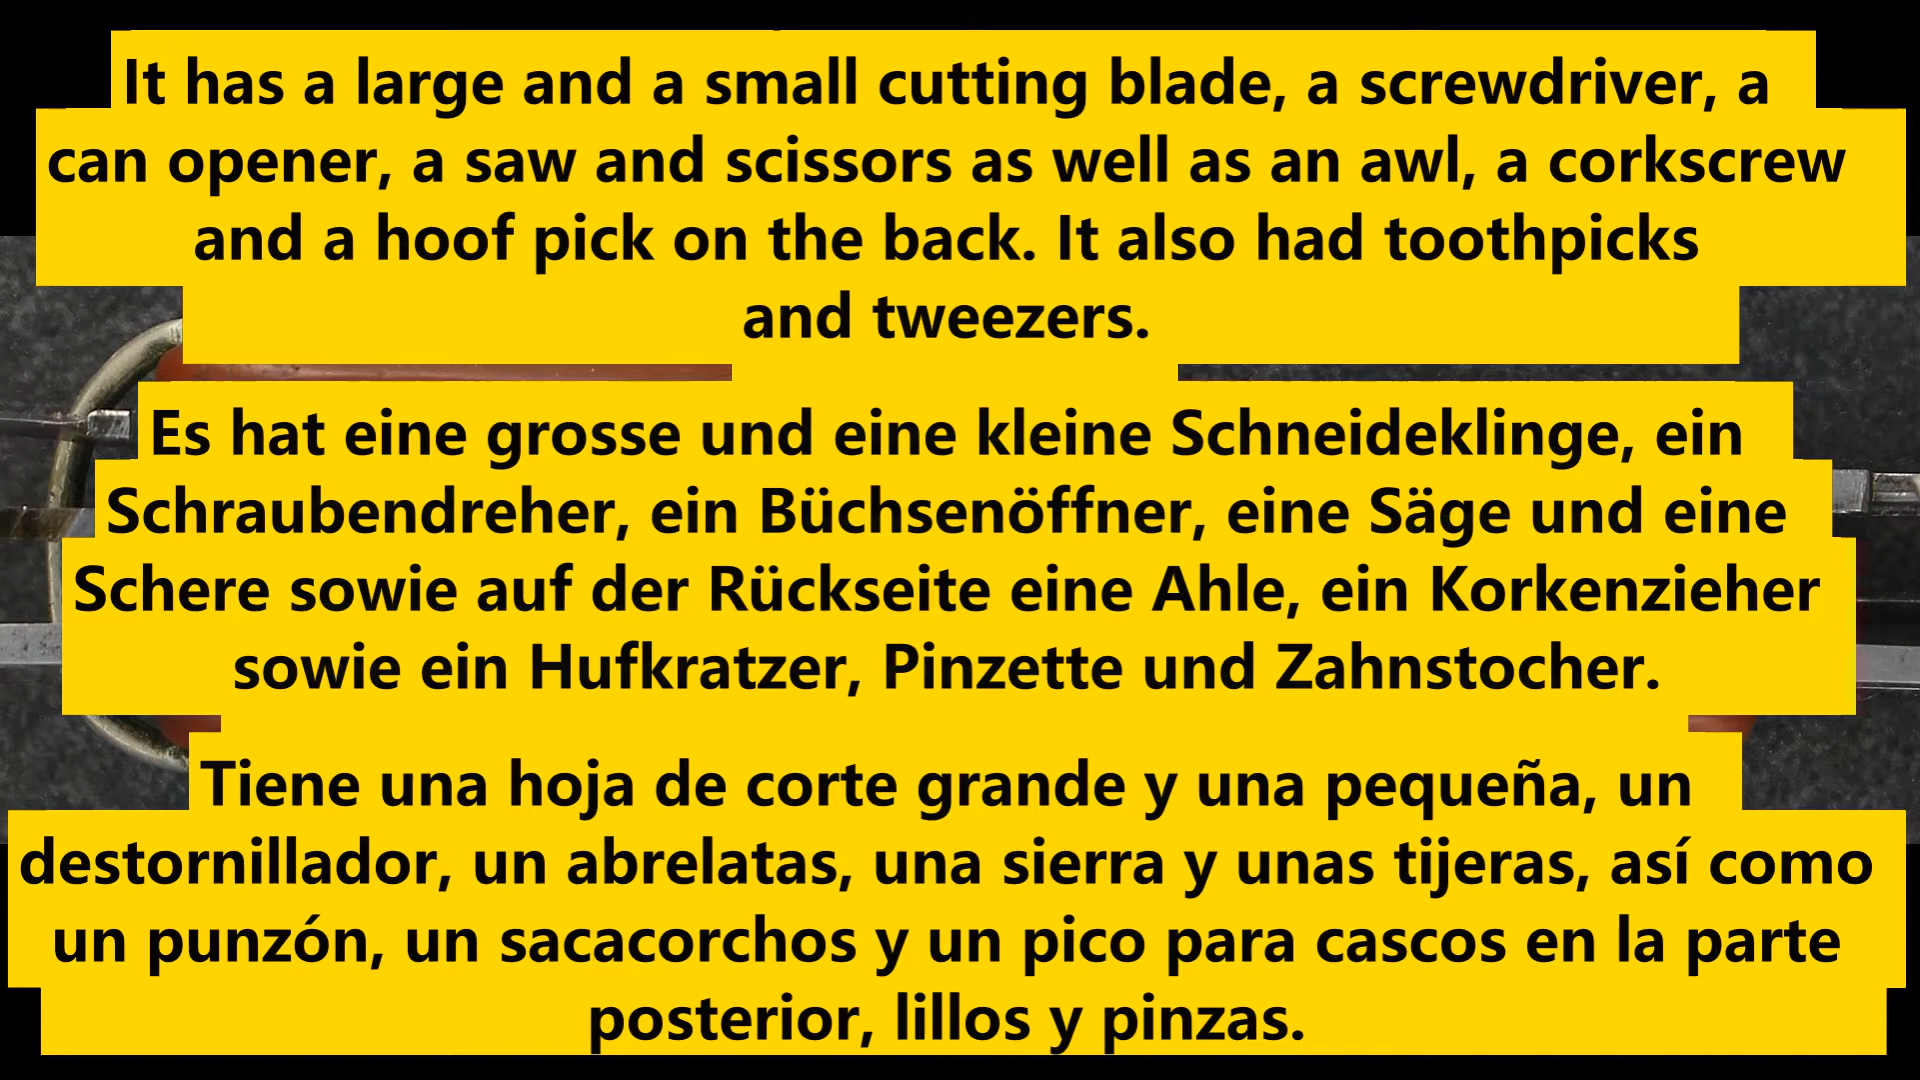 It has a large and a small cutting blade, a screwdriver, a
can opener, a saw and scissors as well as an awl, a corkscrew
and a hoof pick on the back. It also had toothpicks
and tweezers.
Es hat eine grosse und eine kleine Schneideklinge, ein
Schraubendreher, ein Büchsenöffner, eine Säge und eine
Schere sowie auf der Rückseite eine Ahle, ein Korkenzieher
sowie ein Hufkratzer, Pinzette und Zahnstocher.
Tiene una hoja de corte grande y una pequeña, un
destornillador, un abrelatas, una sierra y unas tijeras, así como
un punzón, un sacacorchos y un pico para cascos en la parte
posterior, lillos y pinzas.